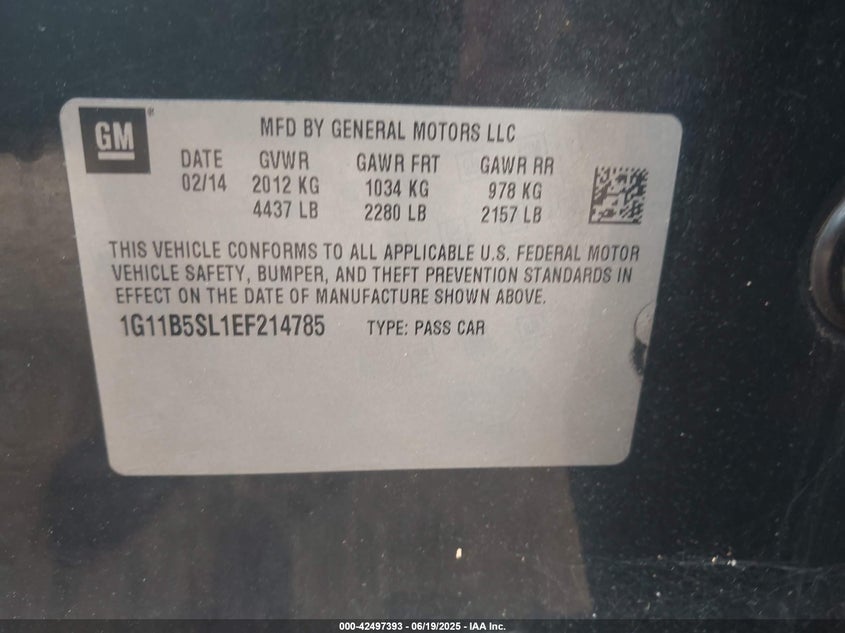 GM ®
MFD BY GENERAL MOTORS LLC
DATE GVWR GAWR FRT GAWR RR
02/14 2012 KG 1034 KG 978 KG
4437 LB 2280 LB 2157 LB
THIS VEHICLE CONFORMS TO ALL APPLICABLE U.S. FEDERAL MOTOR
VEHICLE SAFETY, BUMPER, AND THEFT PREVENTION STANDARDS IN
EFFECT ON THE DATE OF MANUFACTURE SHOWN ABOVE.
1G11B5SL1EF214785 TYPE: PASS CAR
000-42497393 - 06/19/2025 - IAA Inc.